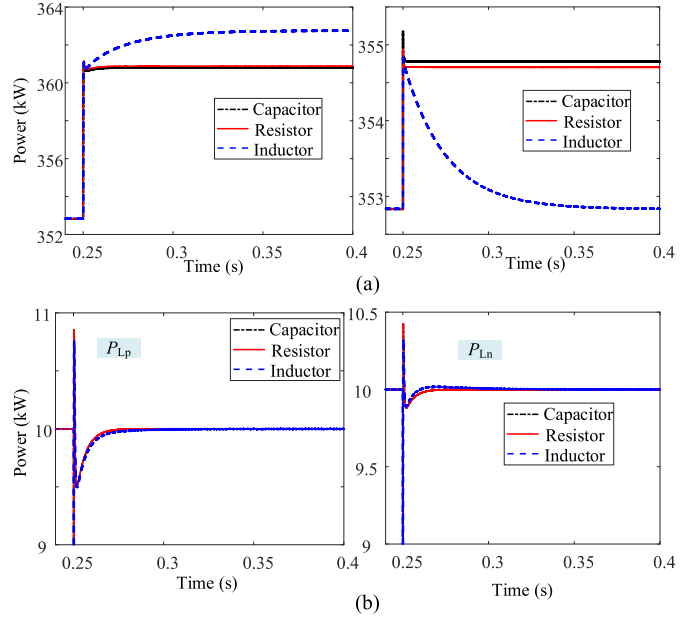 364
360
356
352
Power (kW)
0.25
0.3
0.35
0.4
Time (s)
Capacitor
Resistor
Inductor
355
354
353
0.25
0.3
0.35
0.4
Time (s)
Capacitor
Resistor
Inductor
(a)
11
10
9
Power (kW)
0.25
0.3
0.35
0.4
Time (s)
PLp
Capacitor
Resistor
Inductor
10.5
10
9.5
9
0.25
0.3
0.35
0.4
Time (s)
PLn
Capacitor
Resistor
Inductor
(b)